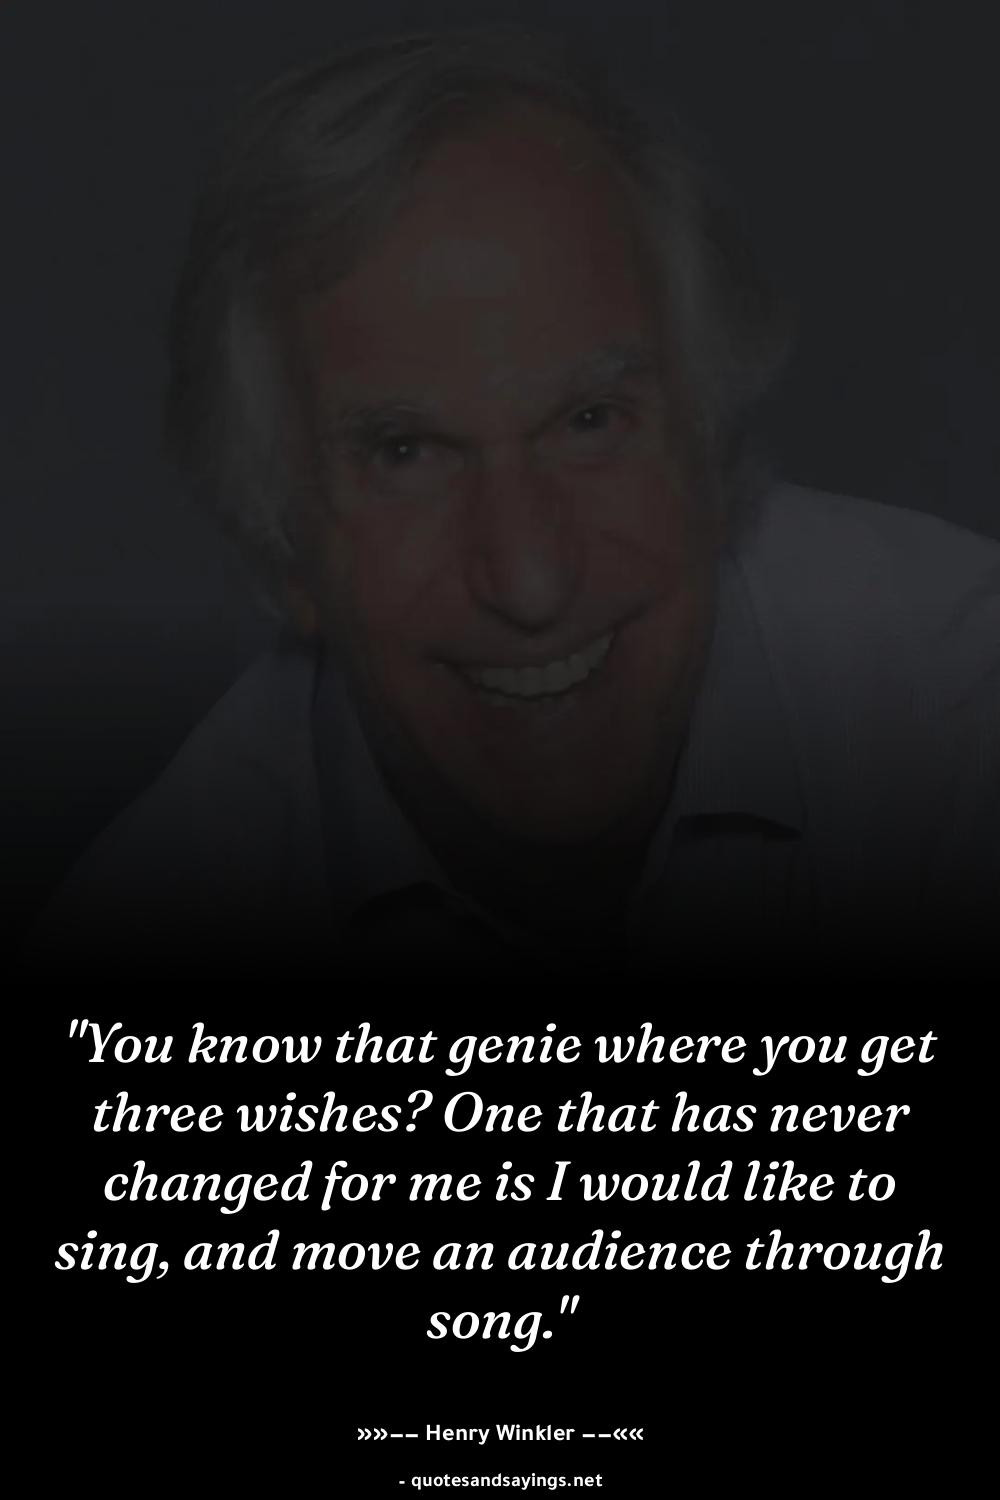 "You know that genie where you get
three wishes? One that has never
changed for me is I would like to
sing, and move an audience through
song."
»»−− Henry Winkler −−««
- quotesandsayings.net